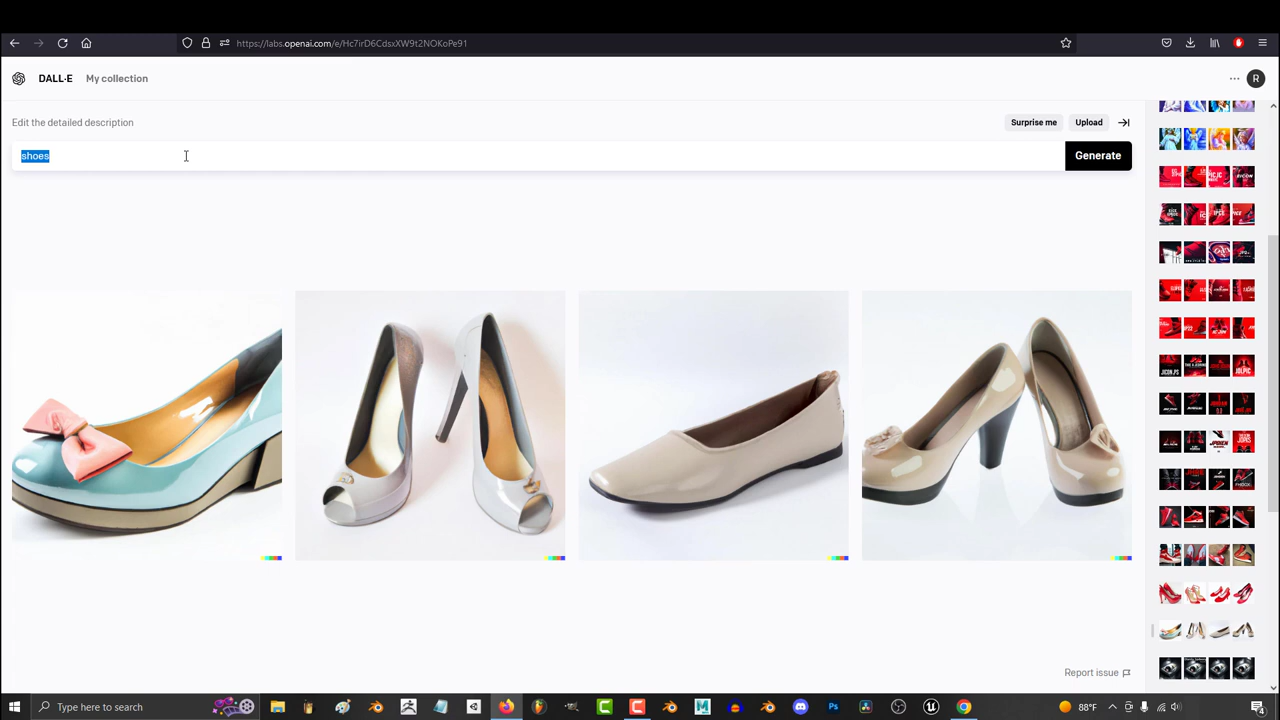 https://labs.openai.com/e/Hc7irD6CdsxXW9t2NOKoPe91
DALL·E My collection
R
Edit the detailed description
Surprise me Upload
shoes
Generate
Report issue
Type here to search
88°F
4